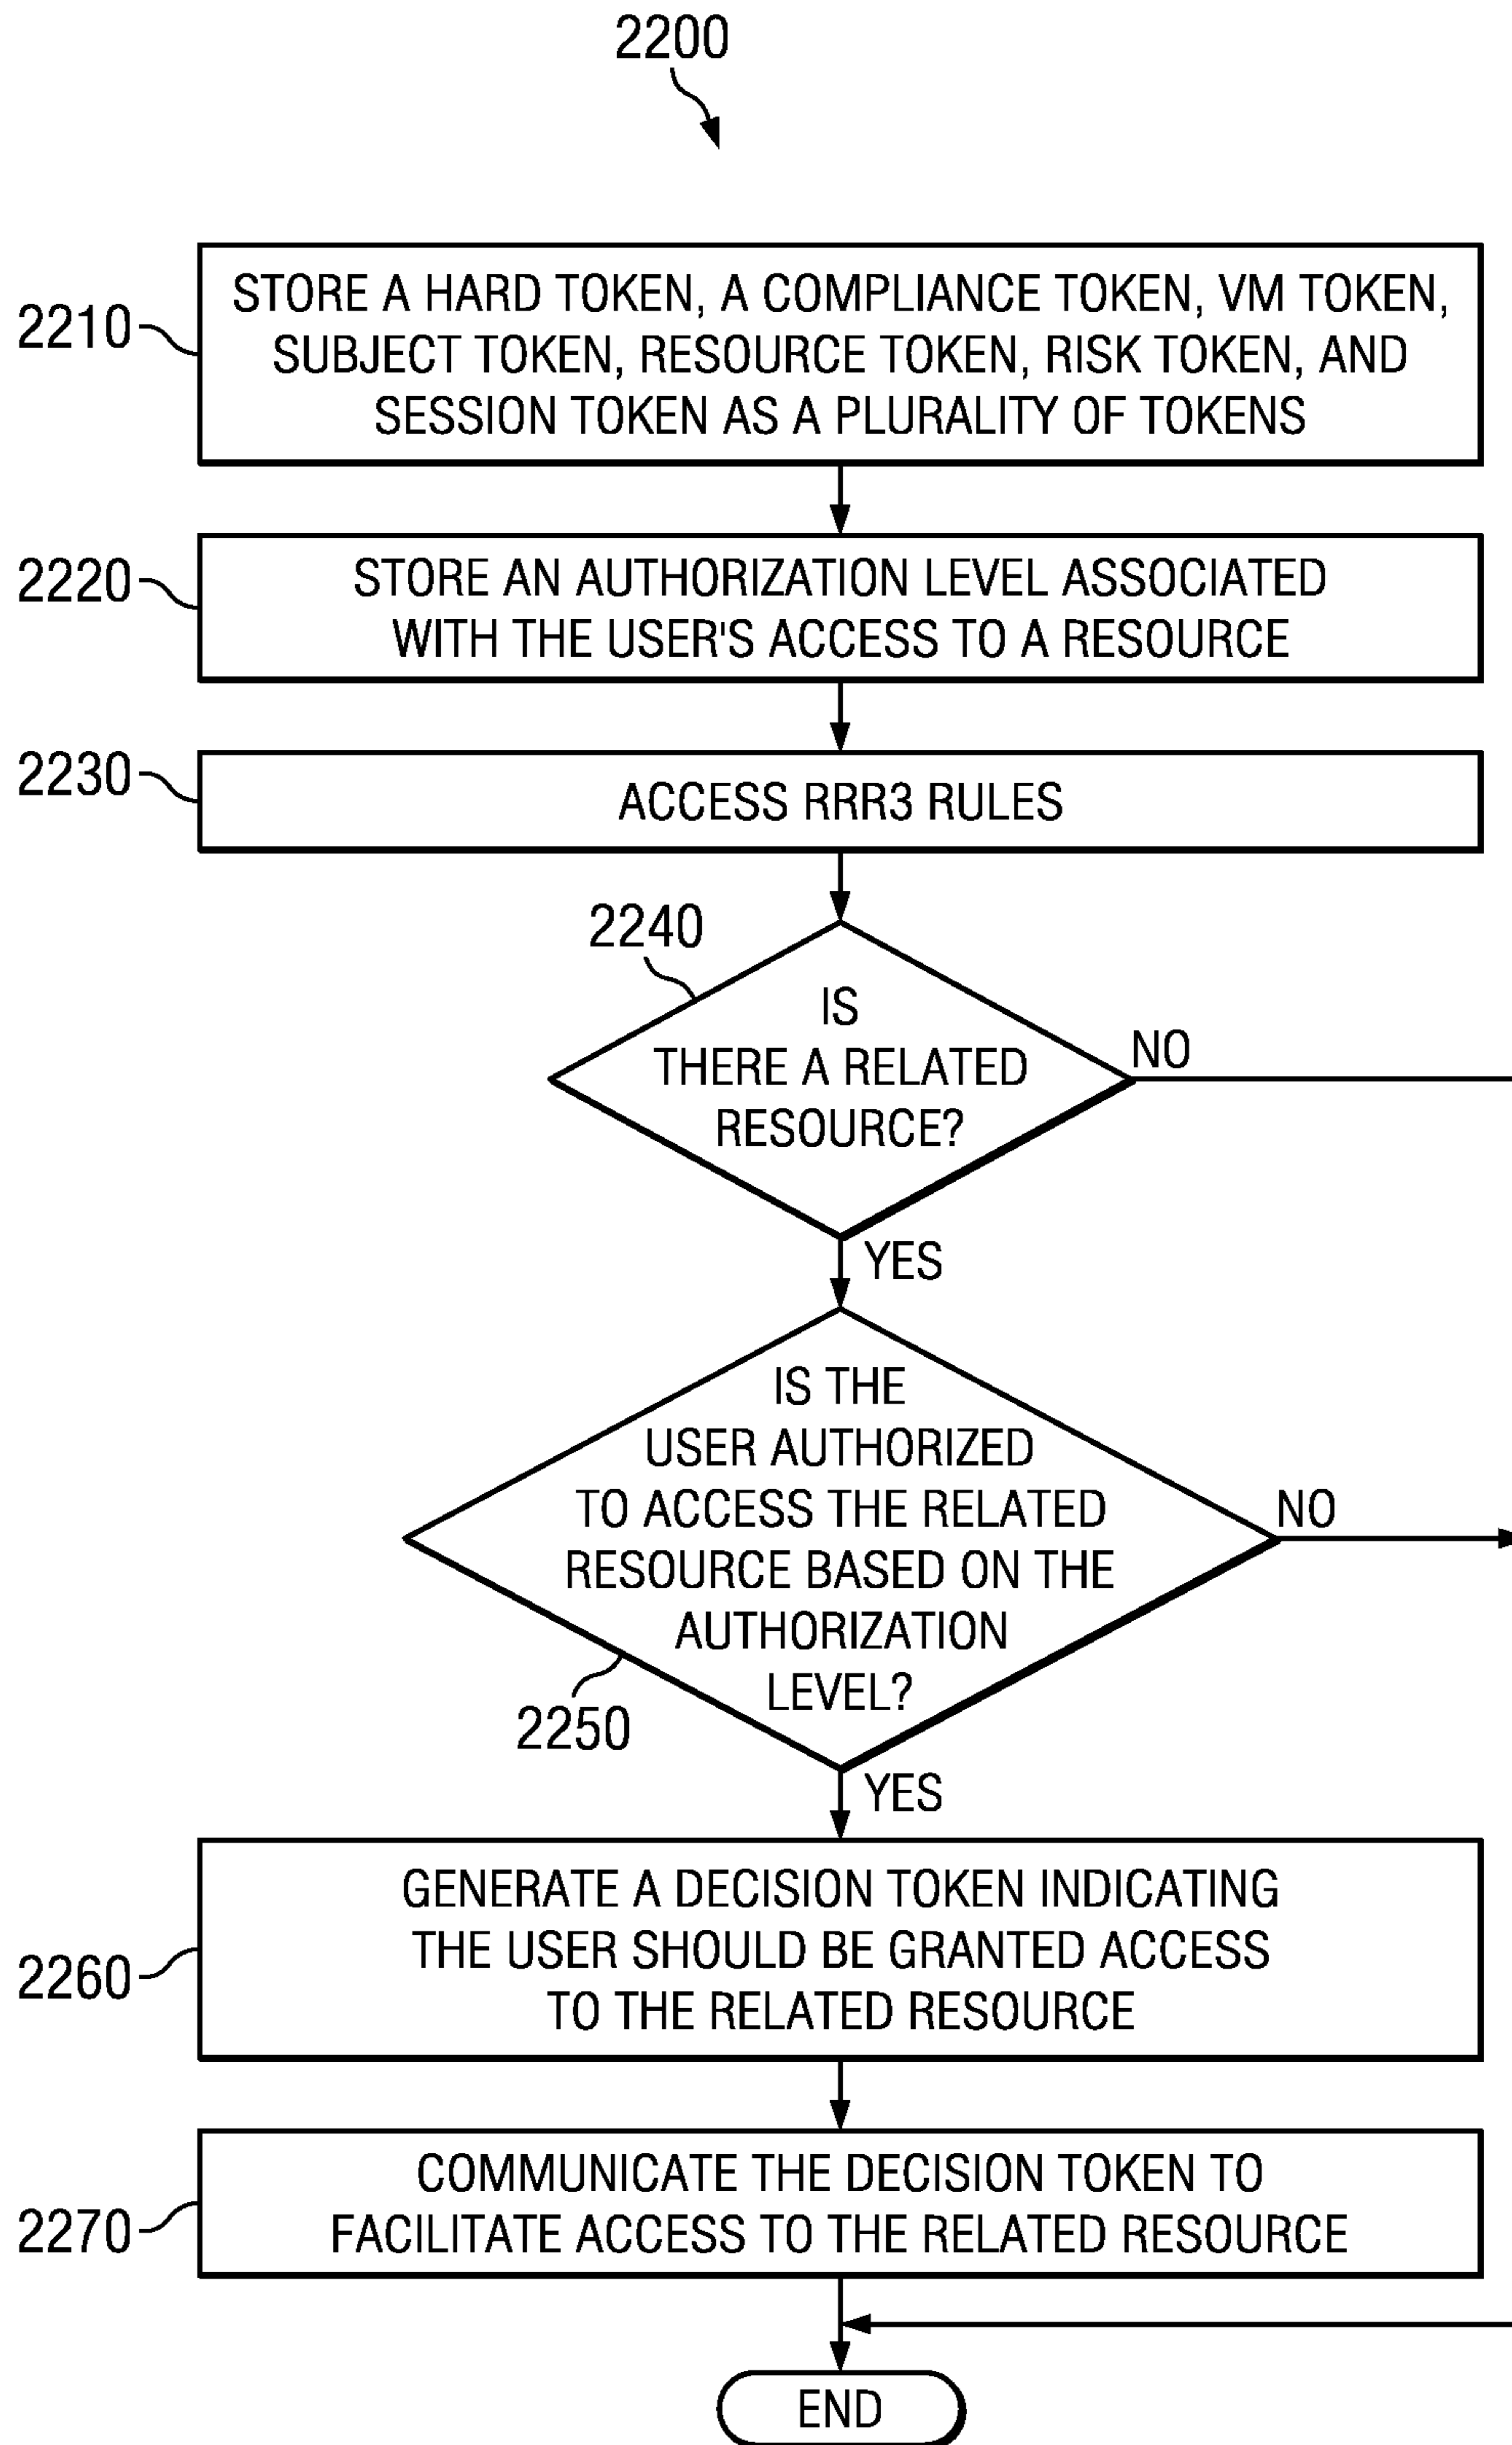 2200
2210
STORE A HARD TOKEN, A COMPLIANCE TOKEN, VM TOKEN,
SUBJECT TOKEN, RESOURCE TOKEN, RISK TOKEN, AND
SESSION TOKEN AS A PLURALITY OF TOKENS
2220
STORE AN AUTHORIZATION LEVEL ASSOCIATED
WITH THE USER'S ACCESS TO A RESOURCE
2230
ACCESS RRR3 RULES
2240
IS
THERE A RELATED
RESOURCE?
NO
YES
IS THE
USER AUTHORIZED
TO ACCESS THE RELATED
RESOURCE BASED ON THE
AUTHORIZATION
LEVEL?
NO
2250
YES
2260
GENERATE A DECISION TOKEN INDICATING
THE USER SHOULD BE GRANTED ACCESS
TO THE RELATED RESOURCE
2270
COMMUNICATE THE DECISION TOKEN TO
FACILITATE ACCESS TO THE RELATED RESOURCE
END